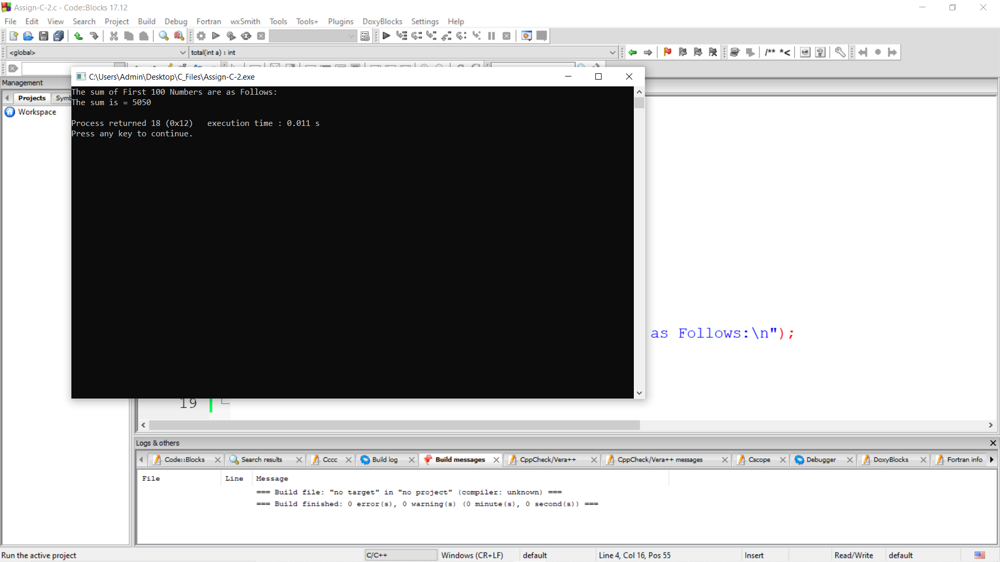 Assign-C-2.c - Code::Blocks 17.12
File Edit View Search Project Build Debug Fortran wxSmith Tools Tools+ Plugins DoxyBlocks Settings Help
<global> total(int a) : int
/** *<
Management
Projects Symb
Workspace
C:\Users\Admin\Desktop\C_Files\Assign-C-2.exe
The sum of First 100 Numbers are as Follows:
The sum is = 5050
Process returned 18 (0x12) execution time : 0.011 s
Press any key to continue.
as Follows:\n");
19
Logs & others
Code::Blocks Search results Cccc Build log Build messages CppCheck/Vera++ CppCheck/Vera++ messages Cscope Debugger DoxyBlocks Fortran info
File Line Message
=== Build file: "no target" in "no project" (compiler: unknown) ===
=== Build finished: 0 error(s), 0 warning(s) (0 minute(s), 0 second(s)) ===
Run the active project C/C++ Windows (CR+LF) default Line 4, Col 16, Pos 55 Insert Read/Write default